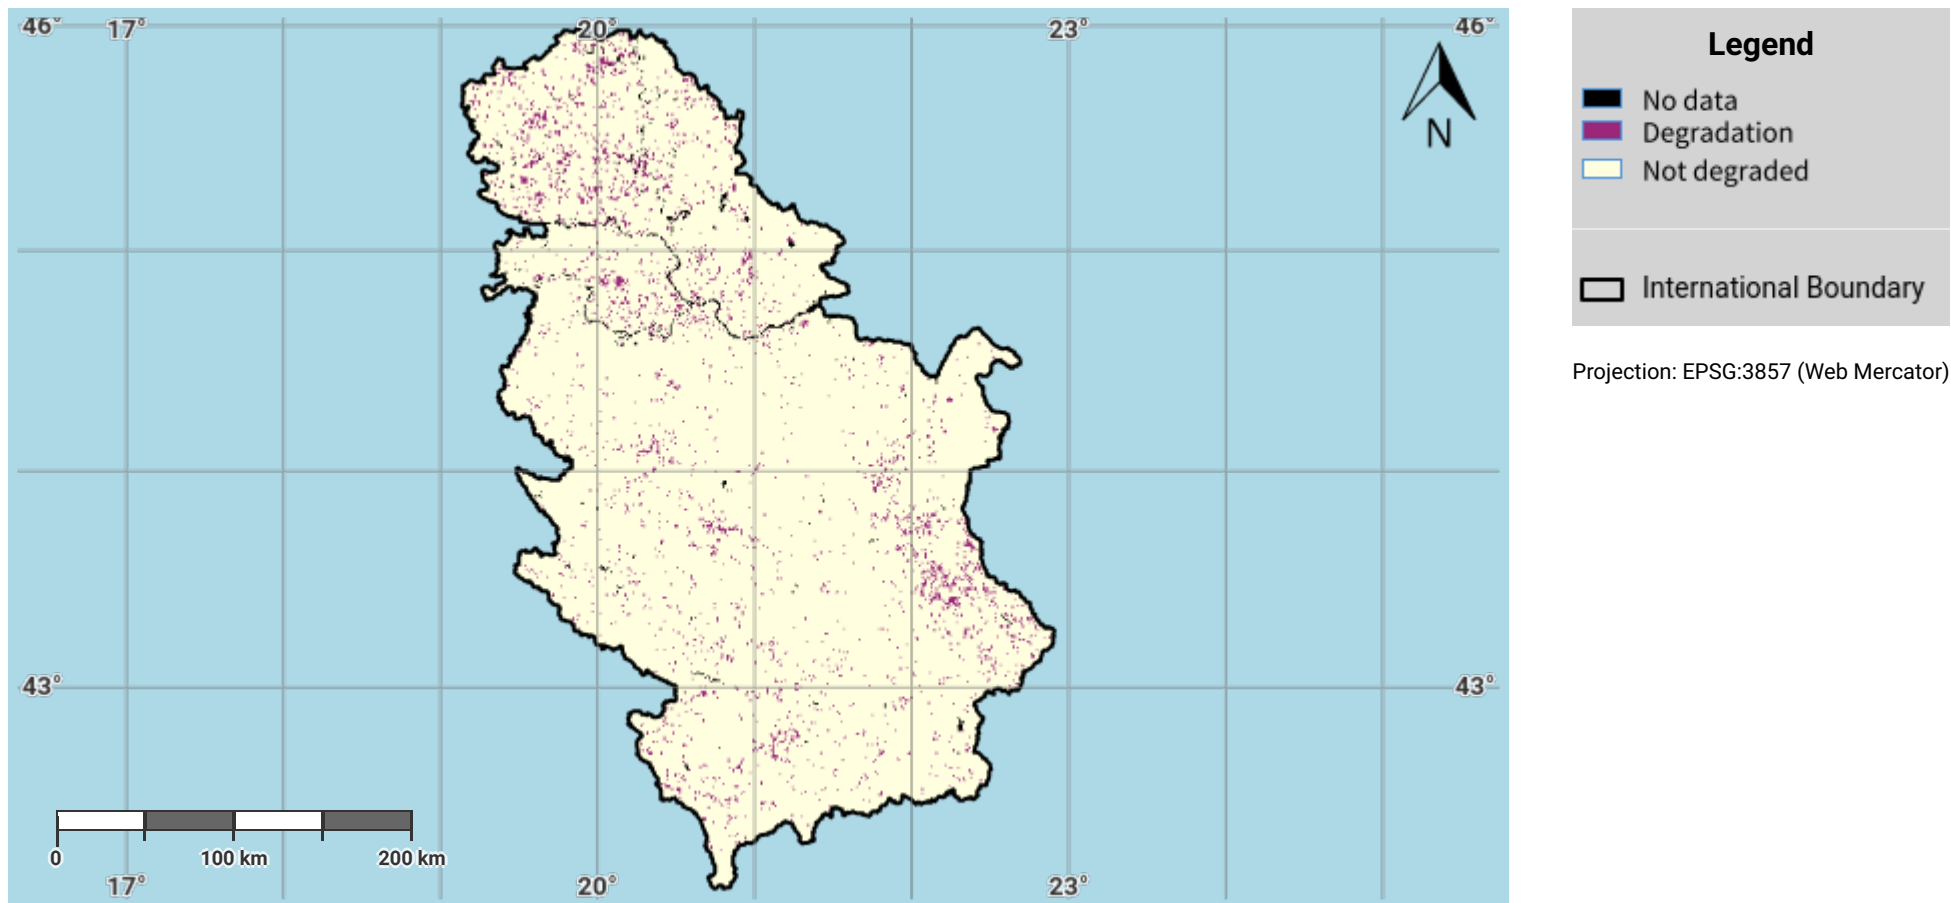 46° 17° 20° 23° 46°
N
43° 43°
0 100 km 200 km
17° 20° 23°
Legend
No data
Degradation
Not degraded
International Boundary
Projection: EPSG:3857 (Web Mercator)